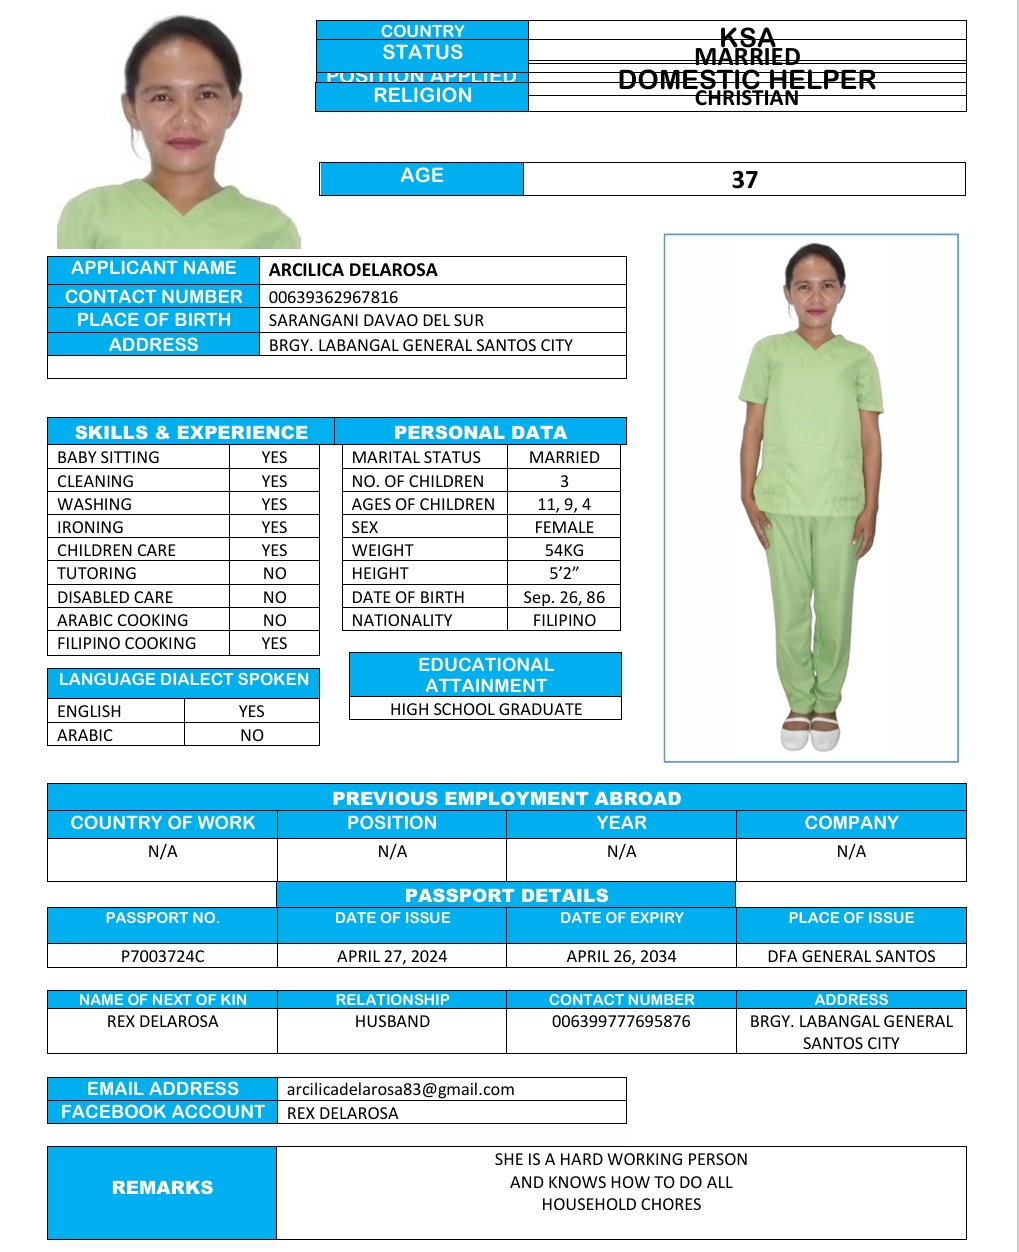 COUNTRY KSA
STATUS MARRIED
POSITION APPLIED DOMESTIC HELPER
RELIGION CHRISTIAN
AGE 37
APPLICANT NAME ARCILICA DELAROSA
CONTACT NUMBER 00639362967816
PLACE OF BIRTH SARANGANI DAVAO DEL SUR
ADDRESS BRGY. LABANGAL GENERAL SANTOS CITY
SKILLS & EXPERIENCE
BABY SITTING YES
CLEANING YES
WASHING YES
IRONING YES
CHILDREN CARE YES
TUTORING NO
DISABLED CARE NO
ARABIC COOKING NO
FILIPINO COOKING YES
LANGUAGE DIALECT SPOKEN
ENGLISH YES
ARABIC NO
PERSONAL DATA
MARITAL STATUS MARRIED
NO. OF CHILDREN 3
AGES OF CHILDREN 11, 9, 4
SEX FEMALE
WEIGHT 54KG
HEIGHT 5’2”
DATE OF BIRTH Sep. 26, 86
NATIONALITY FILIPINO
EDUCATIONAL
ATTAINMENT
HIGH SCHOOL GRADUATE
PREVIOUS EMPLOYMENT ABROAD
COUNTRY OF WORK POSITION YEAR COMPANY
N/A N/A N/A N/A
PASSPORT DETAILS
PASSPORT NO. DATE OF ISSUE DATE OF EXPIRY PLACE OF ISSUE
P7003724C APRIL 27, 2024 APRIL 26, 2034 DFA GENERAL SANTOS
NAME OF NEXT OF KIN RELATIONSHIP CONTACT NUMBER ADDRESS
REX DELAROSA HUSBAND 006399777695876 BRGY. LABANGAL GENERAL
SANTOS CITY
EMAIL ADDRESS arcilicadelarosa83@gmail.com
FACEBOOK ACCOUNT REX DELAROSA
REMARKS
SHE IS A HARD WORKING PERSON
AND KNOWS HOW TO DO ALL
HOUSEHOLD CHORES